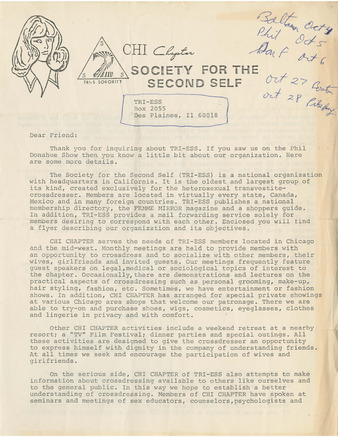 CHI Chapter
TRI-SORORITY
SOCIETY FOR THE
SECOND SELF
Oct 5
Phil
Oct 6
oct 27
oct 28
TRI-ESS
Box 2055
Des Plaines, Il 60018
Dear Friend:
Thank you for inquiring about TRI-ESS. If you saw us on the Phil
Donahue Show then you know a little bit about our organization. Here
are some more details.
The Society for the Second Self (TRI-ESS) is a national organization
with headquarters in California. It is the oldest and largest group of
its kind, created exclusively for the heterosexual transvestite-
crossdresser. Members are located in virtually every state, Canada,
Mexico and in many foreign countries. TRI-ESS publishes a national
membership directory, the FEMME MIRROR magazine and a shoppers guide.
In addition, TRI-ESS provides a mail forwarding service solely for
members desiring to correspond with each other. Enclosed you will find
a flyer describing our organization and its objectives.
CHI CHAPTER serves the needs of TRI-ESS members located in Chicago
and the mid-west. Monthly meetings are held to provide members with
an opportunity to crossdress and to socialize with other members, their
wives, girlfriends and invited guests. Our meetings frequently feature
guest speakers on legal,medical or sociological topics of interest to
the chapter. Occasionally, there are demonstrations and lectures on the
practical aspects of crossdressing such as personal grooming, make-up,
hair styling, fashion, etc. Sometimes, we have entertainment or fashion
shows. In addition, CHI CHAPTER has arranged for special private showings
at various Chicago area shops that welcome our patronage. There we are
able to try-on and purchase shoes, wigs, cosmetics, eyeglasses, clothes
and lingerie in privacy and with comfort.
Other CHI CHAPTER activities include a weekend retreat at a nearby
resort; a "TV" Film Festival; dinner parties and special outings. All
these activities are designed to give the crossdresser an opportunity
to express himself with dignity in the company of understanding friends.
At all times we seek and encourage the participation of wives and
girlfriends.
On the serious side, CHI CHAPTER of TRI-ESS also attempts to make
information about crossdressing available to others like ourselves and
to the general public. In this way we hope to establish a better
understanding of crossdressing. Members of CHI CHAPTER have spoken at
seminars and meetings of sex educators, counselors,psychologists and